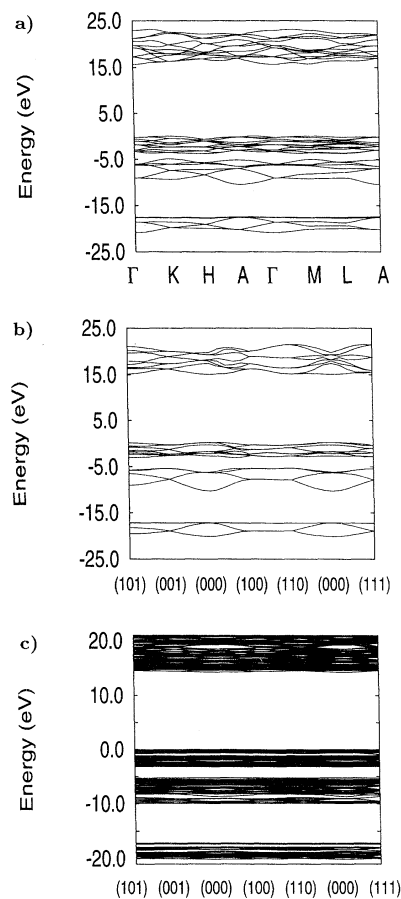 a)
25.0
15.0
5.0
-5.0
-15.0
-25.0
Energy (eV)
Γ K H A Γ M L A
b)
25.0
15.0
5.0
-5.0
-15.0
-25.0
Energy (eV)
(101) (001) (000) (100) (110) (000) (111)
c)
20.0
10.0
0.0
-10.0
-20.0
Energy (eV)
(101) (001) (000) (100) (110) (000) (111)